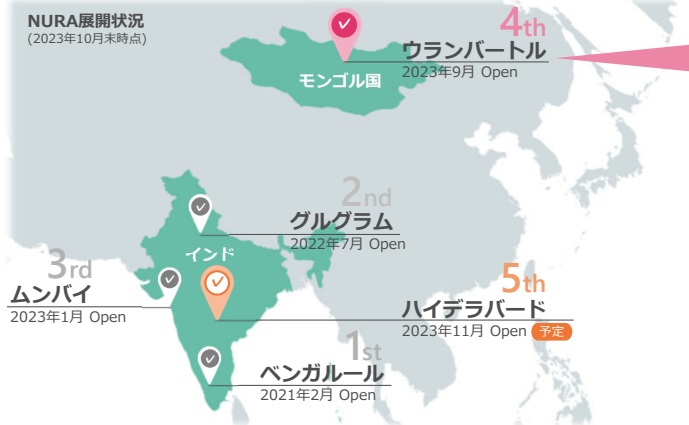 NURA展開状況
(2023年10月末時点)
4th
ウランバートル
2023年9月 Open
モンゴル国
2nd
グルグラム
2022年7月 Open
インド
3rd
ムンバイ
2023年1月 Open
5th
ハイデラバード
2023年11月 Open 予定
1st
ベンガルール
2021年2月 Open